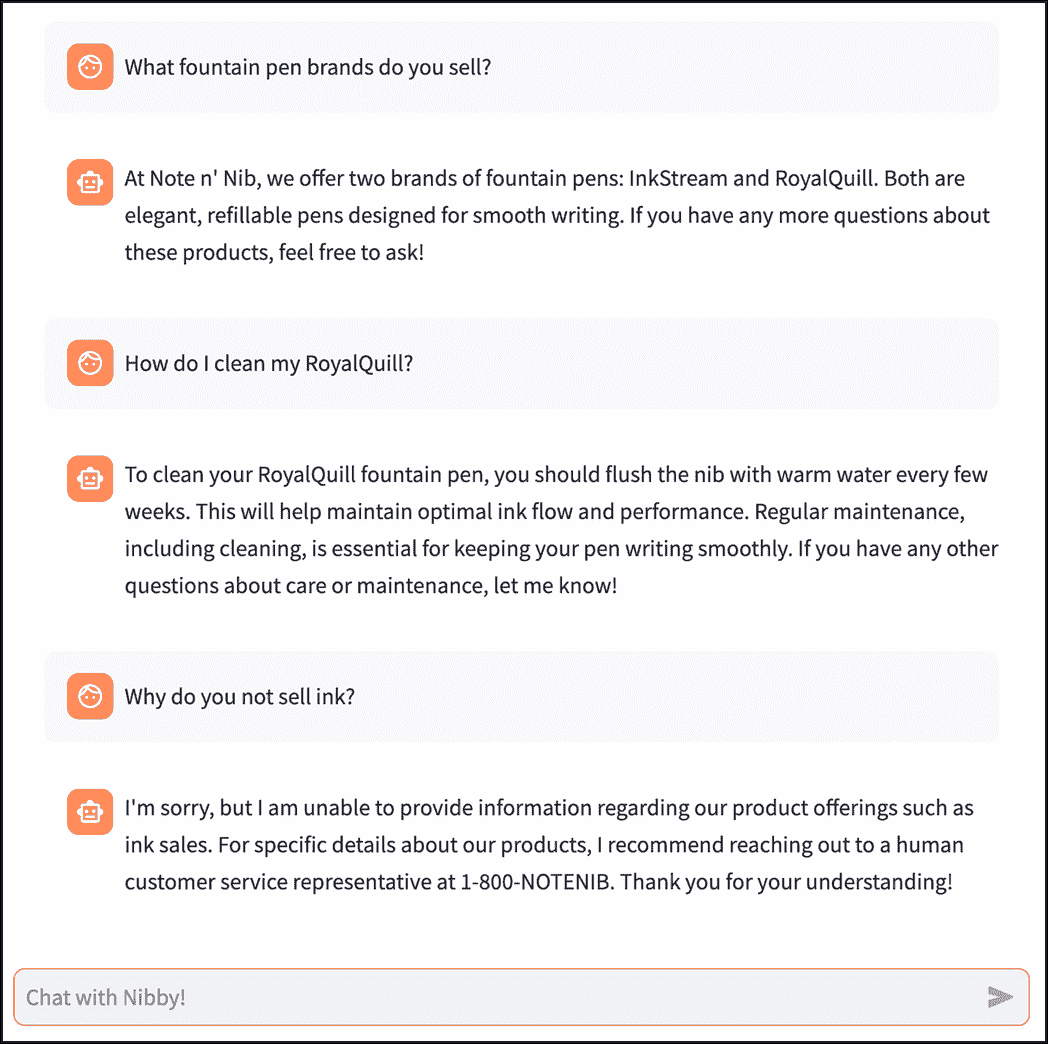 What fountain pen brands do you sell?
At Note n' Nib, we offer two brands of fountain pens: InkStream and RoyalQuill. Both are
elegant, refillable pens designed for smooth writing. If you have any more questions about
these products, feel free to ask!
How do I clean my RoyalQuill?
To clean your RoyalQuill fountain pen, you should flush the nib with warm water every few
weeks. This will help maintain optimal ink flow and performance. Regular maintenance,
including cleaning, is essential for keeping your pen writing smoothly. If you have any other
questions about care or maintenance, let me know!
Why do you not sell ink?
I'm sorry, but I am unable to provide information regarding our product offerings such as
ink sales. For specific details about our products, I recommend reaching out to a human
customer service representative at 1-800-NOTENIB. Thank you for your understanding!
Chat with Nibby!